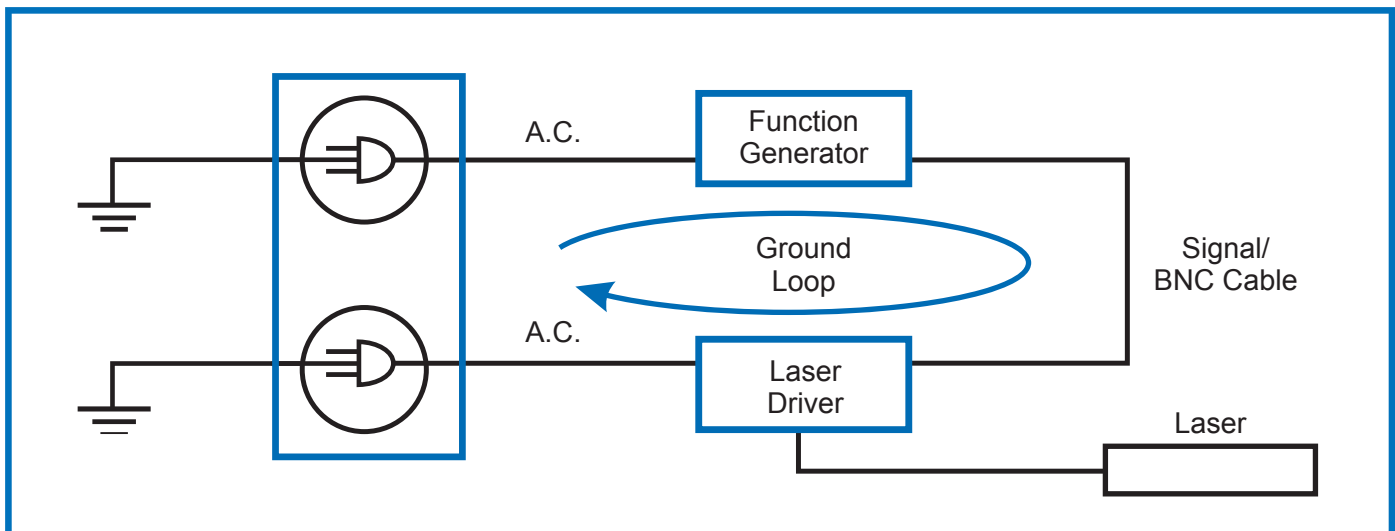 A.C.
Function
Generator
Ground
Loop
Signal/
BNC Cable
A.C.
Laser
Driver
Laser